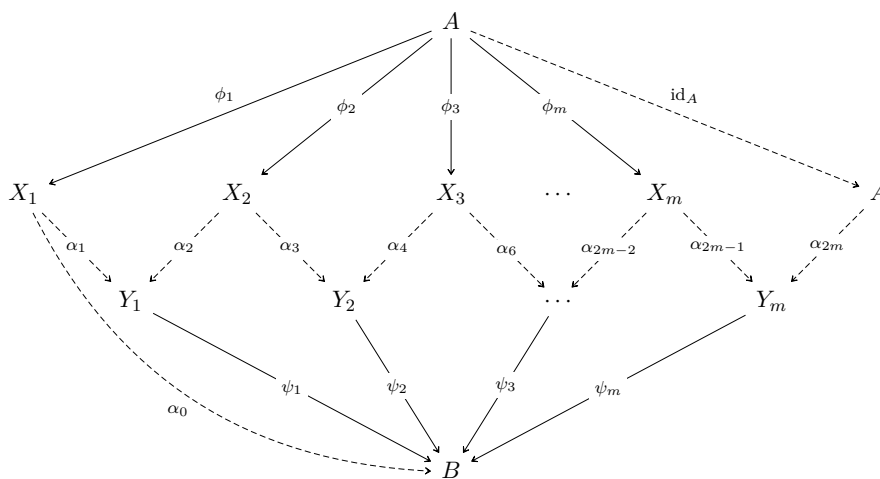 A
ϕ₁ ϕ₂ ϕ₃ ϕₘ id_A
X₁ X₂ X₃ ⋯ Xₘ A
α₁ α₂ α₃ α₄ α₆ α₂ₘ₋₂ α₂ₘ₋₁ α₂ₘ
Y₁ Y₂ ⋯ Yₘ
ψ₁ ψ₂ ψ₃ ψₘ
α₀
B